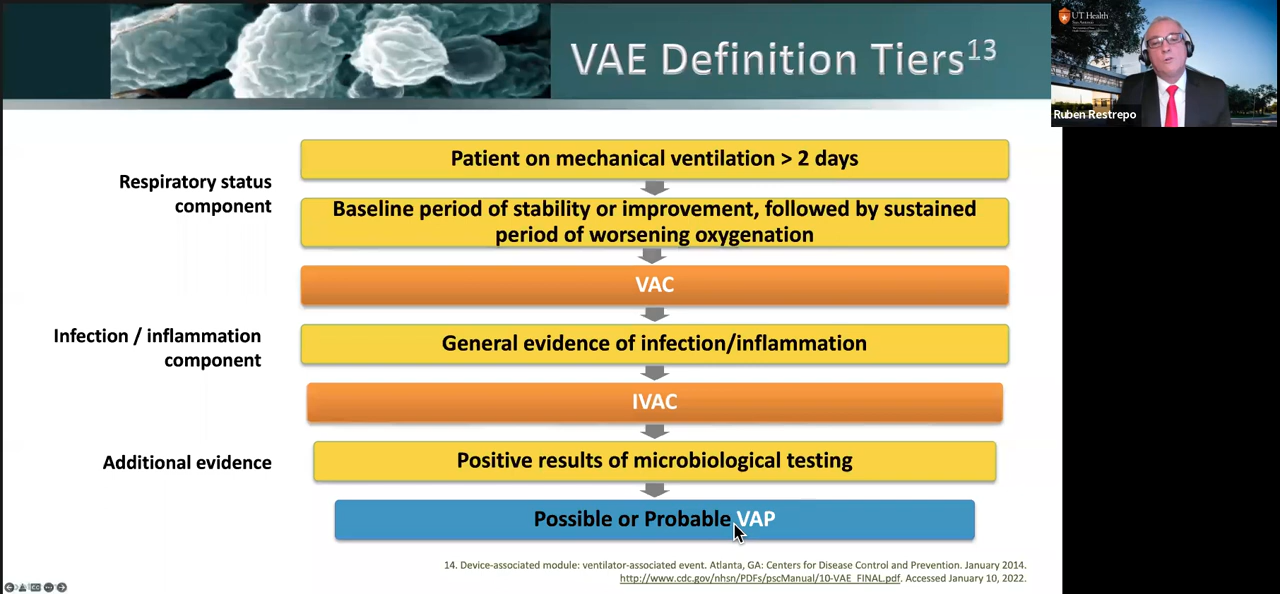 VAE Definition Tiers13
UT Health
Ruben Restrepo
Patient on mechanical ventilation > 2 days
Respiratory status
component
Baseline period of stability or improvement, followed by sustained
period of worsening oxygenation
VAC
Infection / inflammation
component
General evidence of infection/inflammation
IVAC
Additional evidence
Positive results of microbiological testing
Possible or Probable VAP
14. Device-associated module: ventilator-associated event. Atlanta, GA: Centers for Disease Control and Prevention. January 2014.
http://www.cdc.gov/nhsn/PDFs/pscManual/10-VAE_FINAL.pdf. Accessed January 10, 2022.